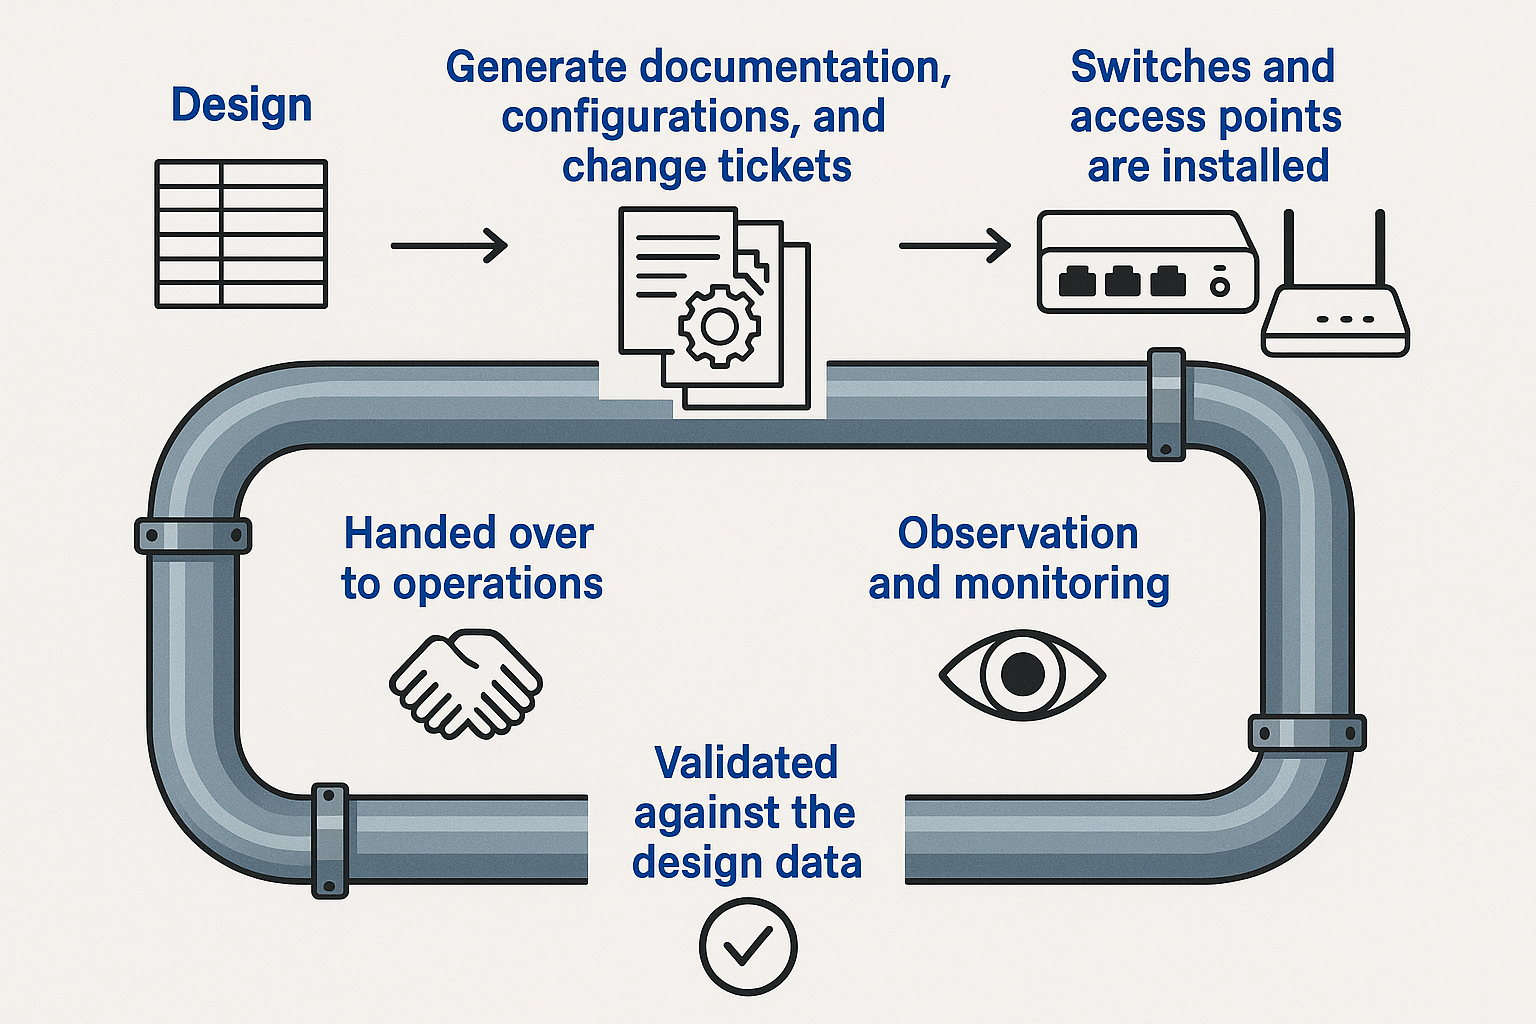 Design
Generate documentation,
configurations, and
change tickets
Switches and
access points
are installed
Handed over
to operations
Observation
and monitoring
Validated
against the
design data